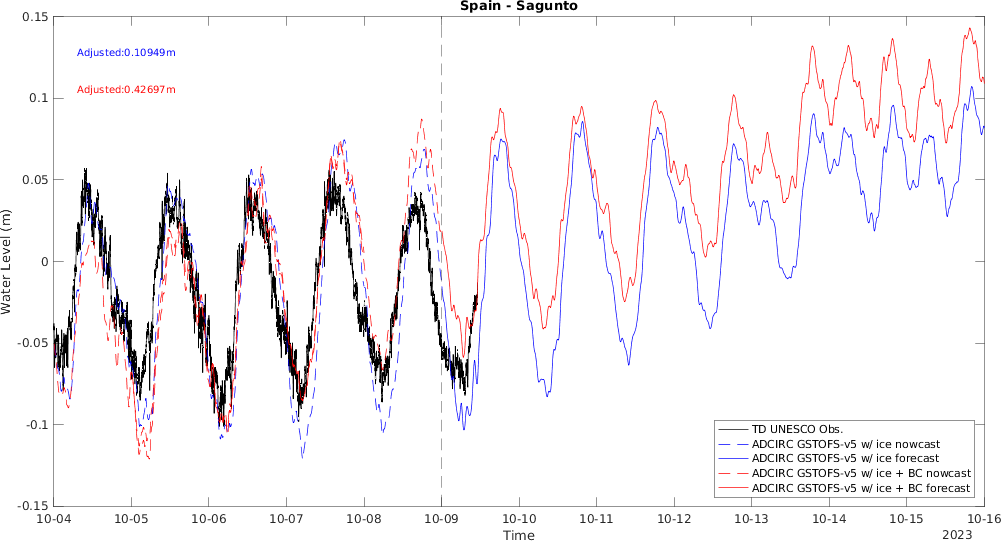 Spain - Sagunto
0.15
Adjusted:0.10949m
Adjusted:0.42697m
0.1
0.05
0
-0.05
-0.1
-0.15
Water Level (m)
TD UNESCO Obs.
ADCIRC GSTOFS-v5 w/ ice nowcast
ADCIRC GSTOFS-v5 w/ ice forecast
ADCIRC GSTOFS-v5 w/ ice + BC nowcast
ADCIRC GSTOFS-v5 w/ ice + BC forecast
10-04 10-05 10-06 10-07 10-08 10-09 10-10 10-11 10-12 10-13 10-14 10-15 10-16
Time
2023